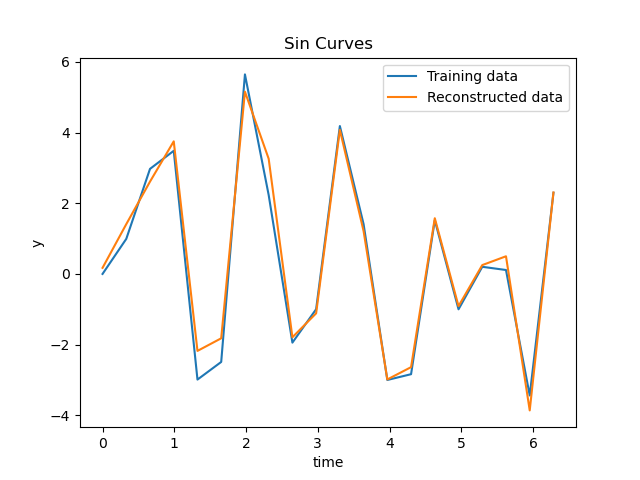 Sin Curves
Training data
Reconstructed data
6
4
2
0
−2
−4
y
0 1 2 3 4 5 6
time